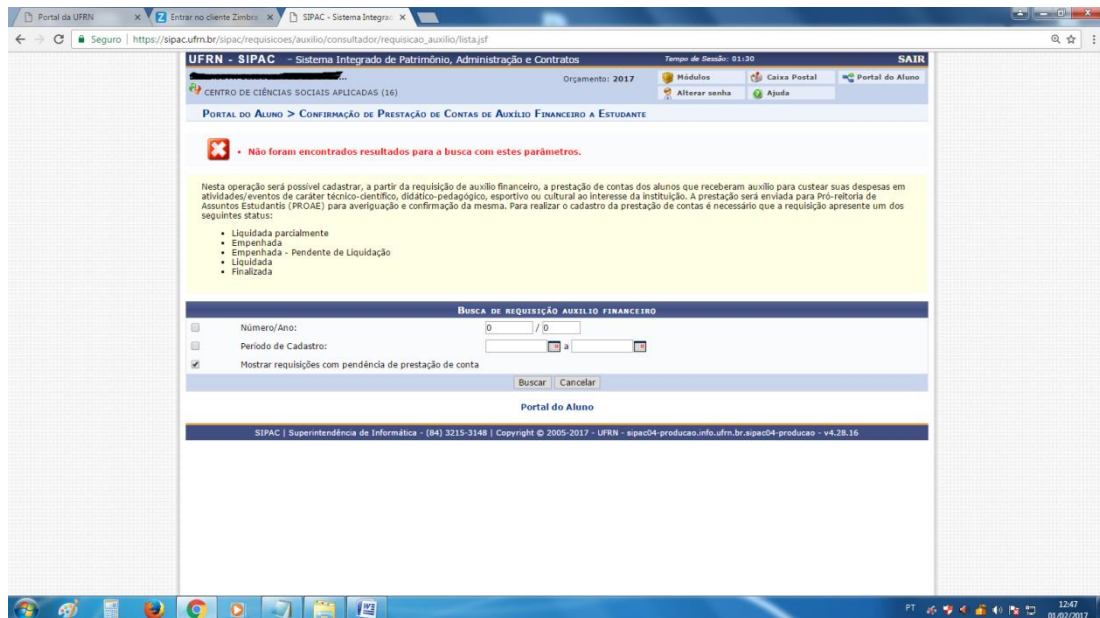 Portal da UFRN
Entrar no cliente Zimbra
SIPAC - Sistema Integrad
Seguro
https://sipac.ufrn.br/sipac/requisicoes/auxilio/consultador/requisicao_auxilio/lista.jsf
UFRN - SIPAC - Sistema Integrado de Patrimônio, Administração e Contratos
Tempo de Sessão: 01:30
SAIR
Orçamento: 2017
Módulos
Caixa Postal
Portal do Aluno
CENTRO DE CIÊNCIAS SOCIAIS APLICADAS (16)
Alterar senha
Ajuda
Portal do Aluno > Confirmação de Prestação de Contas de Auxílio Financeiro a Estudante
• Não foram encontrados resultados para a busca com estes parâmetros.
Nesta operação será possível cadastrar, a partir da requisição de auxílio financeiro, a prestação de contas dos alunos que receberam auxílio para custear suas despesas em
atividades/eventos de caráter técnico-científico, didático-pedagógico, esportivo ou cultural ao interesse da instituição. A prestação será enviada para Pró-reitoria de
Assuntos Estudantis (PROAE) para averiguação e confirmação da mesma. Para realizar o cadastro da prestação de contas é necessário que a requisição apresente um dos
seguintes status:
• Liquidada parcialmente
• Empenhada
• Empenhada - Pendente de Liquidação
• Liquidada
• Finalizada
Busca de requisição auxilio financeiro
Número/Ano: 0 / 0
Período de Cadastro: a
Mostrar requisições com pendência de prestação de conta
Buscar Cancelar
Portal do Aluno
SIPAC | Superintendência de Informática - (84) 3215-3148 | Copyright © 2005-2017 - UFRN - sipac04-producao.info.ufrn.br.sipac04-producao - v4.28.16
PT
12:47
01/02/2017